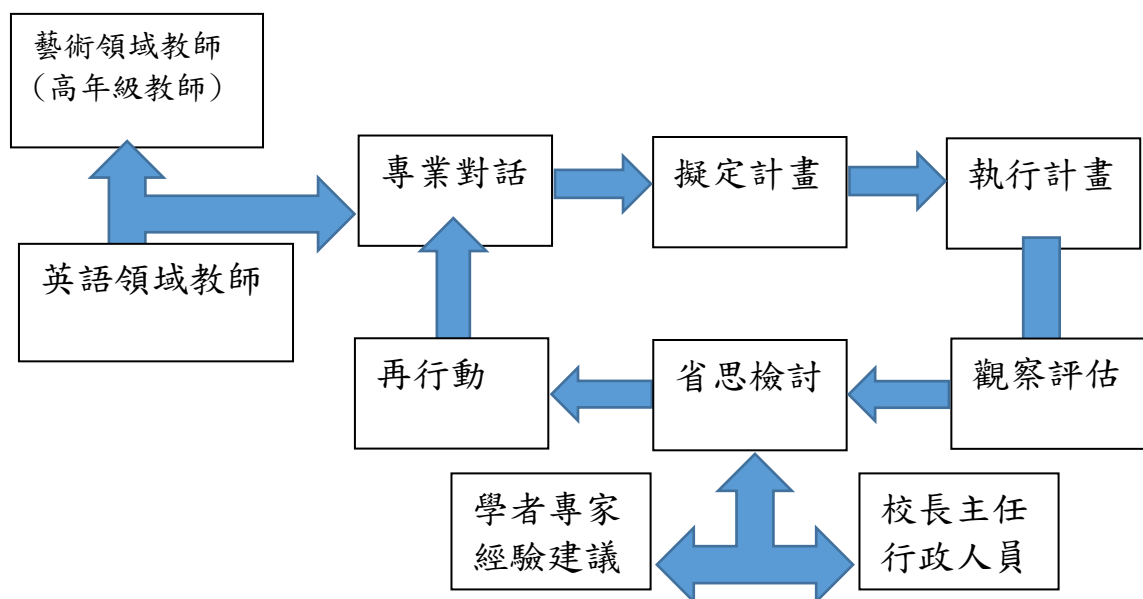 藝術領域教師
(高年級教師)
專業對話
擬定計畫
執行計畫
英語領域教師
再行動
省思檢討
觀察評估
學者專家
經驗建議
校長主任
行政人員